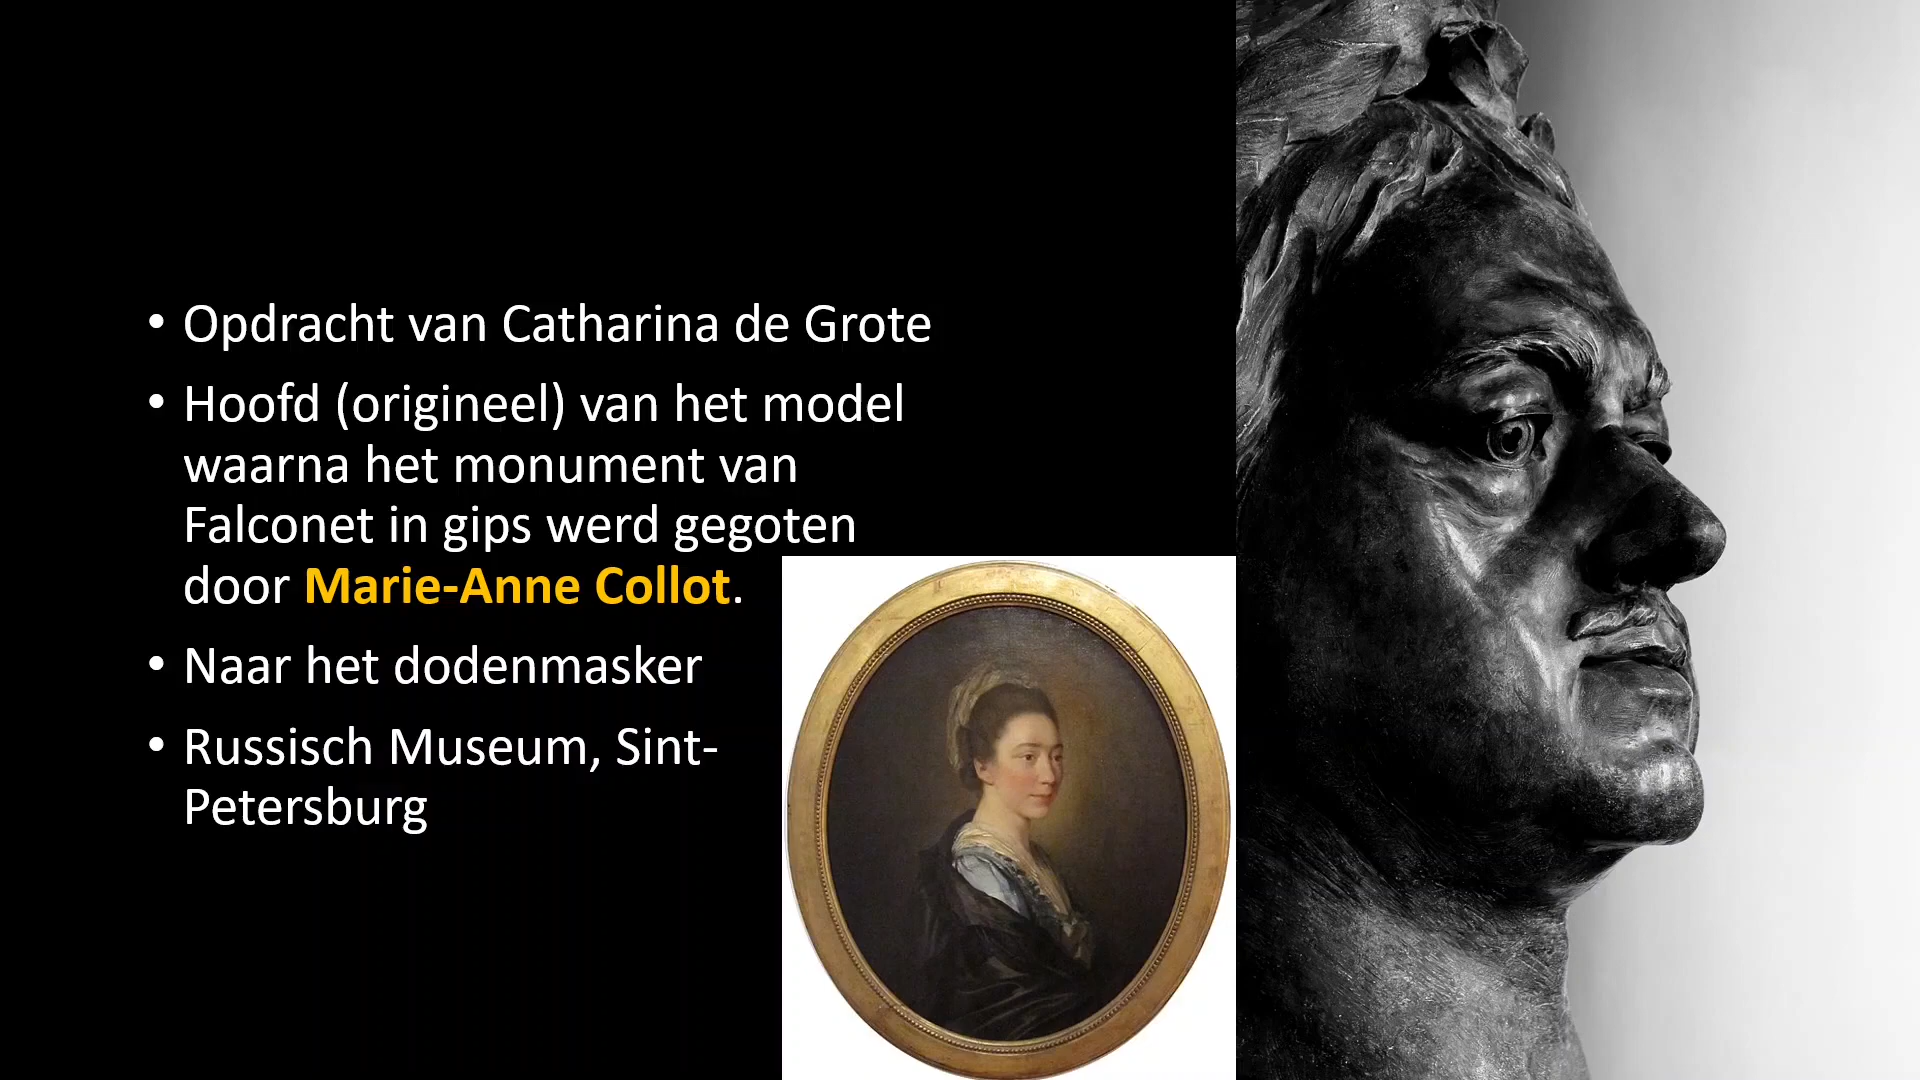 • Opdracht van Catharina de Grote
• Hoofd (origineel) van het model
waarna het monument van
Falconet in gips werd gegoten
door Marie-Anne Collot.
• Naar het dodenmasker
• Russisch Museum, Sint-
Petersburg